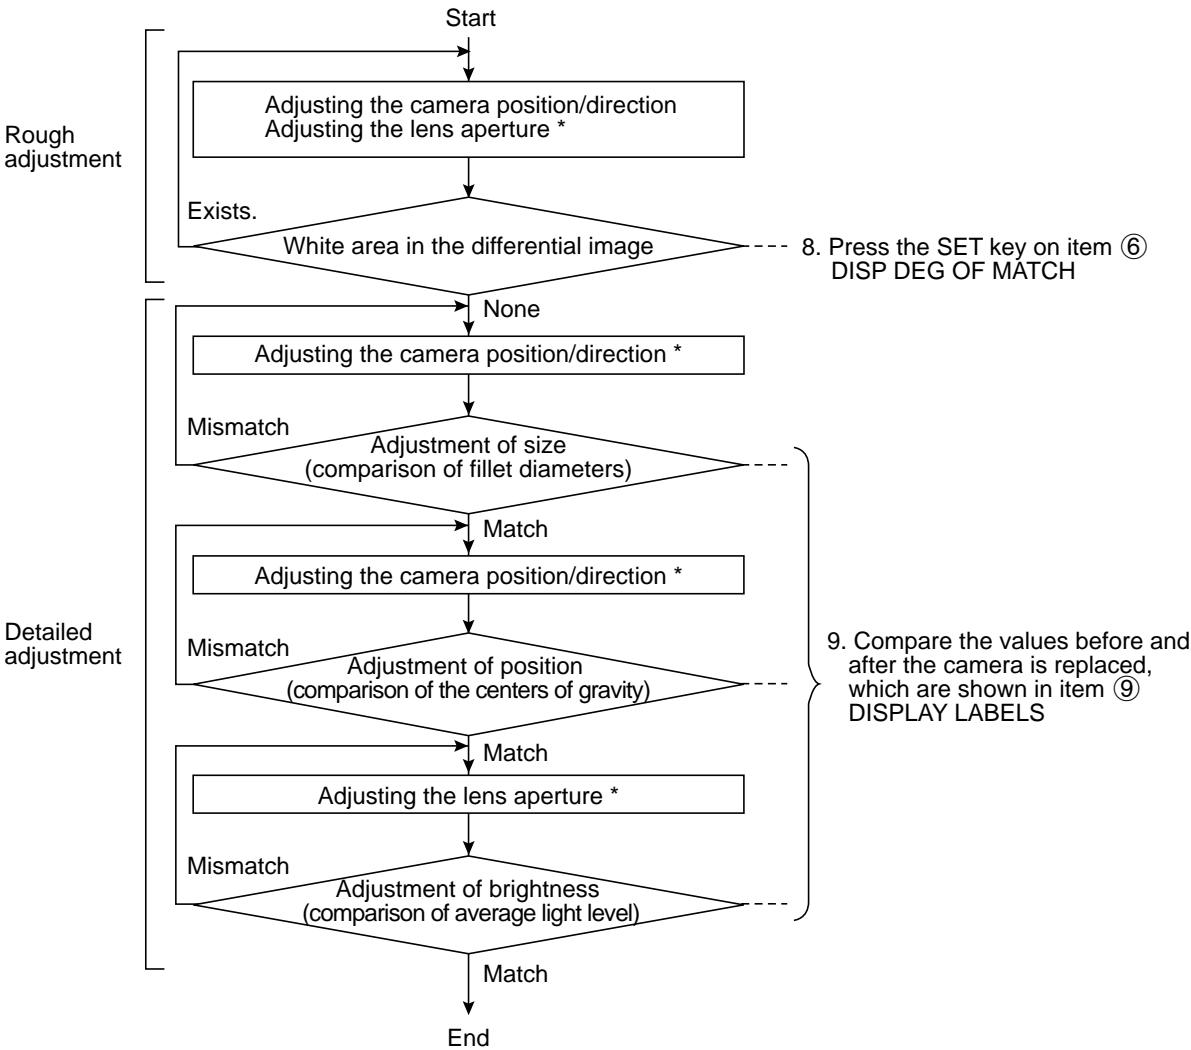 Start
Rough
adjustment
Adjusting the camera position/direction
Adjusting the lens aperture *
Exists.
White area in the differential image
8. Press the SET key on item ⑥
DISP DEG OF MATCH
None
Adjusting the camera position/direction *
Mismatch
Adjustment of size
(comparison of fillet diameters)
Match
Adjusting the camera position/direction *
Detailed
adjustment
Mismatch
Adjustment of position
(comparison of the centers of gravity)
9. Compare the values before and
after the camera is replaced,
which are shown in item ⑨
DISPLAY LABELS
Match
Adjusting the lens aperture *
Mismatch
Adjustment of brightness
(comparison of average light level)
Match
End